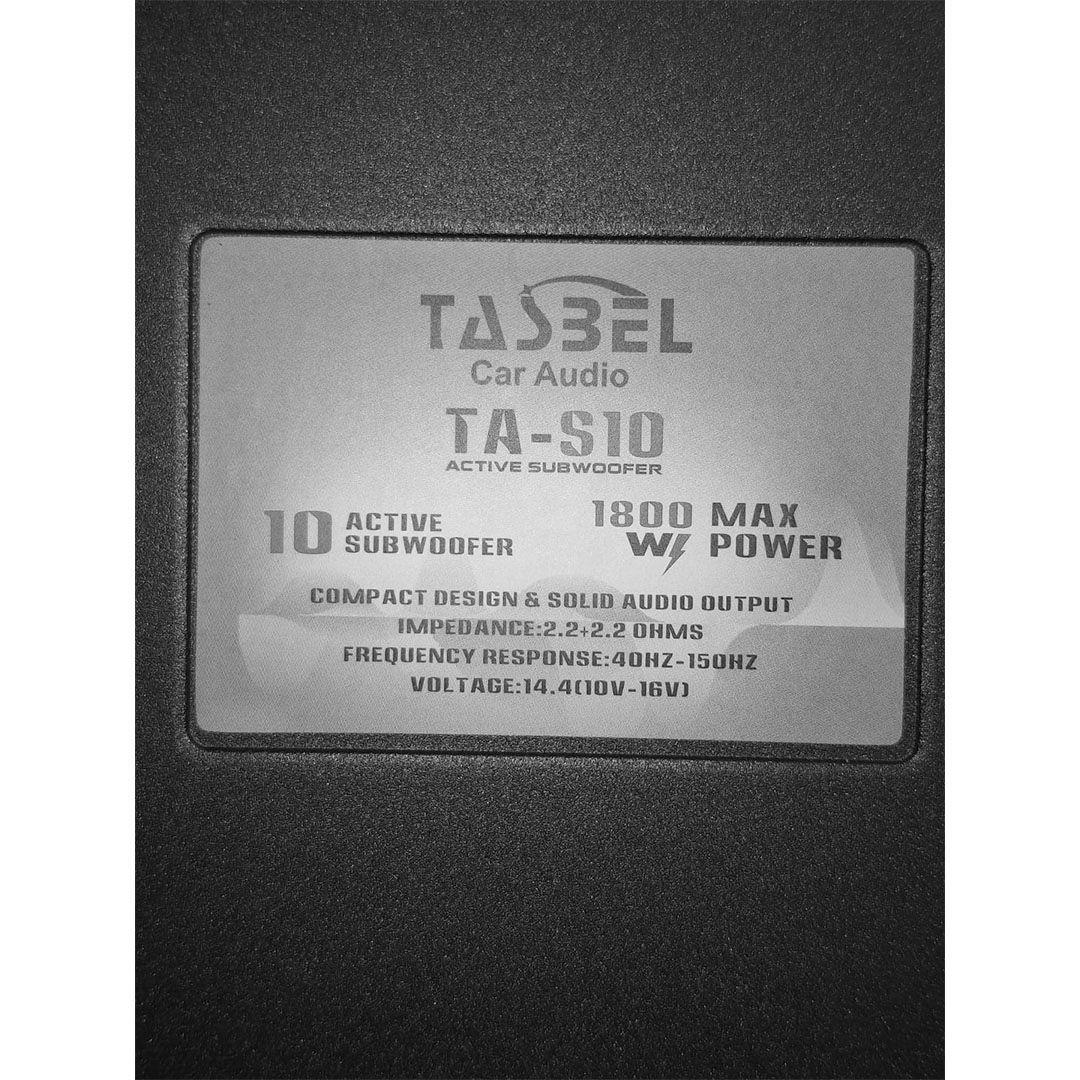 TASBEL
Car Audio
TA-S10
ACTIVE SUBWOOFER
10 ACTIVE SUBWOOFER
1800 W MAX POWER
COMPACT DESIGN & SOLID AUDIO OUTPUT
IMPEDANCE:2.2+2.2 OHMS
FREQUENCY RESPONSE:40HZ-150HZ
VOLTAGE:14.4(10V-16V)